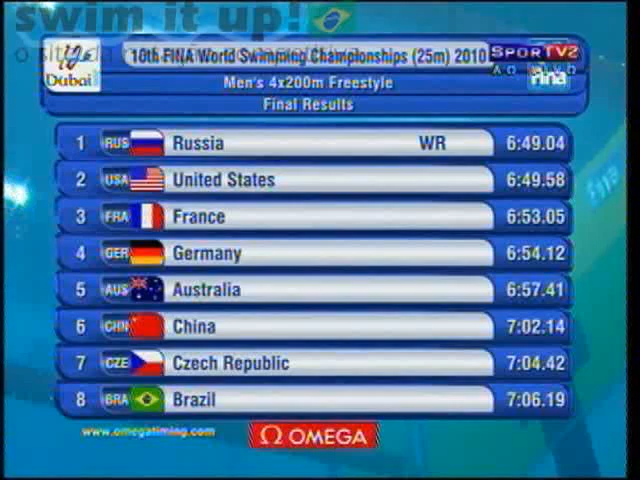 swim it up!
10th FINA World Swimming Championships (25m) 2010
SPORTV2
AO VIVO
Dubai
fina
Men's 4x200m Freestyle
Final Results
1 RUS Russia WR 6:49.04
2 USA United States 6:49.58
3 FRA France 6:53.05
4 GER Germany 6:54.12
5 AUS Australia 6:57.41
6 CHN China 7:02.14
7 CZE Czech Republic 7:04.42
8 BRA Brazil 7:06.19
www.omegatiming.com
Ω OMEGA